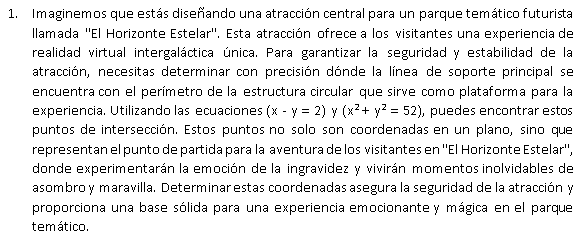 1. Imaginemos que estás diseñando una atracción central para un parque temático futurista
llamada "El Horizonte Estelar". Esta atracción ofrece a los visitantes una experiencia de
realidad virtual intergaláctica única. Para garantizar la seguridad y estabilidad de la
atracción, necesitas determinar con precisión dónde la línea de soporte principal se
encuentra con el perímetro de la estructura circular que sirve como plataforma para la
experiencia. Utilizando las ecuaciones (x - y = 2) y (x² + y² = 52), puedes encontrar estos
puntos de intersección. Estos puntos no solo son coordenadas en un plano, sino que
representan el punto de partida para la aventura de los visitantes en "El Horizonte Estelar",
donde experimentarán la emoción de la ingravidez y vivirán momentos inolvidables de
asombro y maravilla. Determinar estas coordenadas asegura la seguridad de la atracción y
proporciona una base sólida para una experiencia emocionante y mágica en el parque
temático.